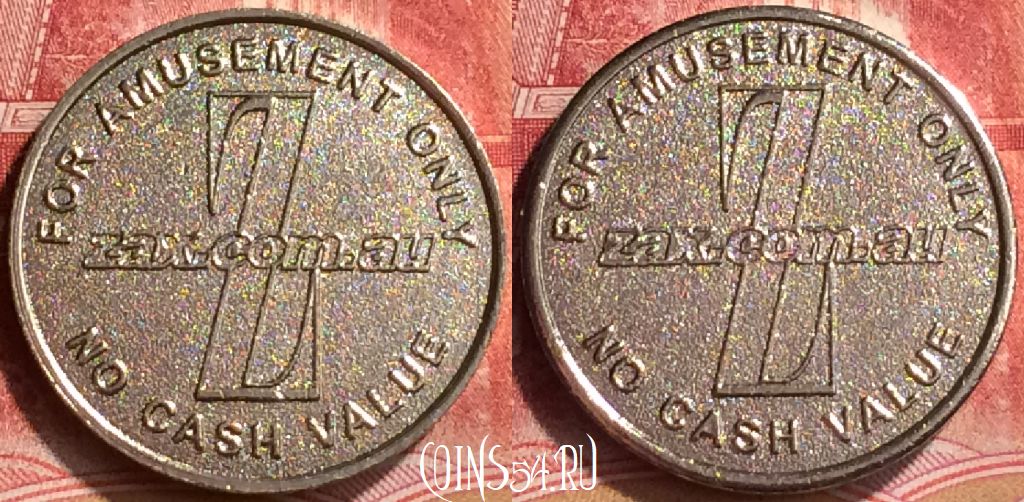 FOR AMUSEMENT ONLY
Z
zax.com.au
NO CASH VALUE
FOR AMUSEMENT ONLY
Z
zax.com.au
NO CASH VALUE
COINS54.RU